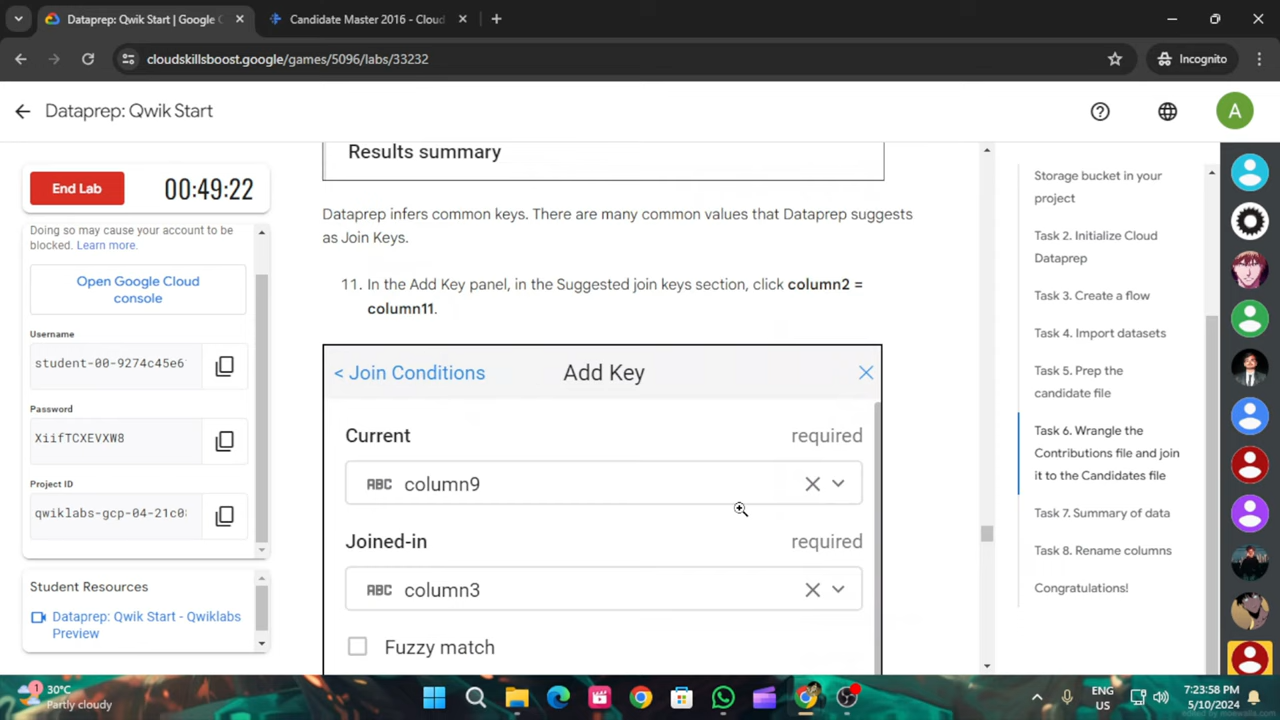 Dataprep: Qwik Start | Google C
Candidate Master 2016 - Cloud
cloudskillsboost.google/games/5096/labs/33232
Incognito
Dataprep: Qwik Start
A
End Lab
00:49:22
Doing so may cause your account to be
blocked. Learn more.
Open Google Cloud
console
Username
student-00-9274c45e6
Password
XiifTCXEVXW8
Project ID
qwiklabs-gcp-04-21c0
Student Resources
Dataprep: Qwik Start - Qwiklabs
Preview
Results summary
Dataprep infers common keys. There are many common values that Dataprep suggests
as Join Keys.
11. In the Add Key panel, in the Suggested join keys section, click column2 =
column11.
< Join Conditions
Add Key
Current
required
ABC column9
Joined-in
required
ABC column3
Fuzzy match
Storage bucket in your
project
Task 2. Initialize Cloud
Dataprep
Task 3. Create a flow
Task 4. Import datasets
Task 5. Prep the
candidate file
Task 6. Wrangle the
Contributions file and join
it to the Candidates file
Task 7. Summary of data
Task 8. Rename columns
Congratulations!
1
30°C
Partly cloudy
ENG
US
7:23:58 PM
5/10/2024